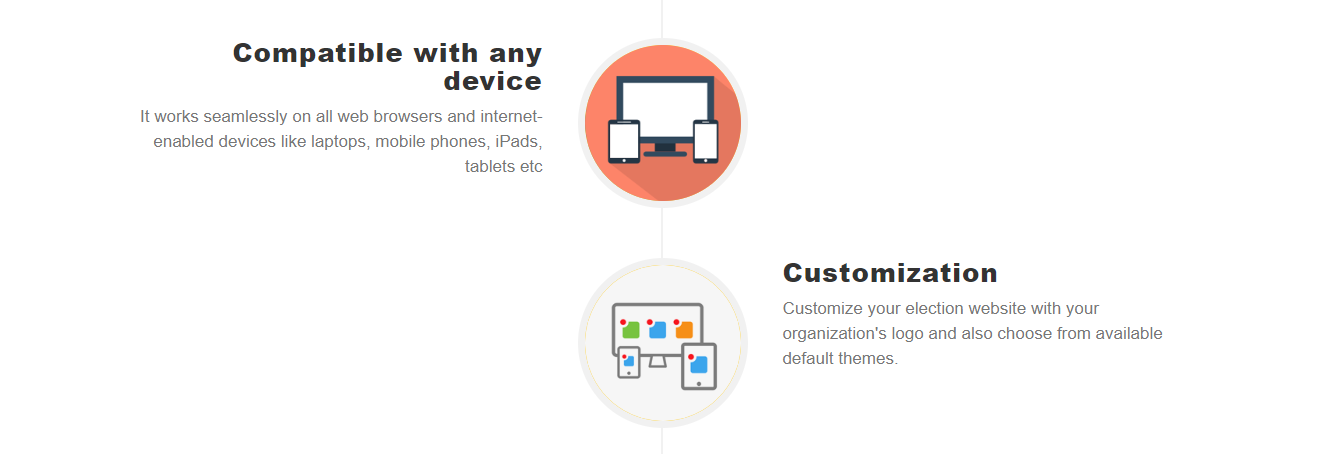 Compatible with any
device
It works seamlessly on all web browsers and internet-
enabled devices like laptops, mobile phones, iPads,
tablets etc
Customization
Customize your election website with your
organization's logo and also choose from available
default themes.